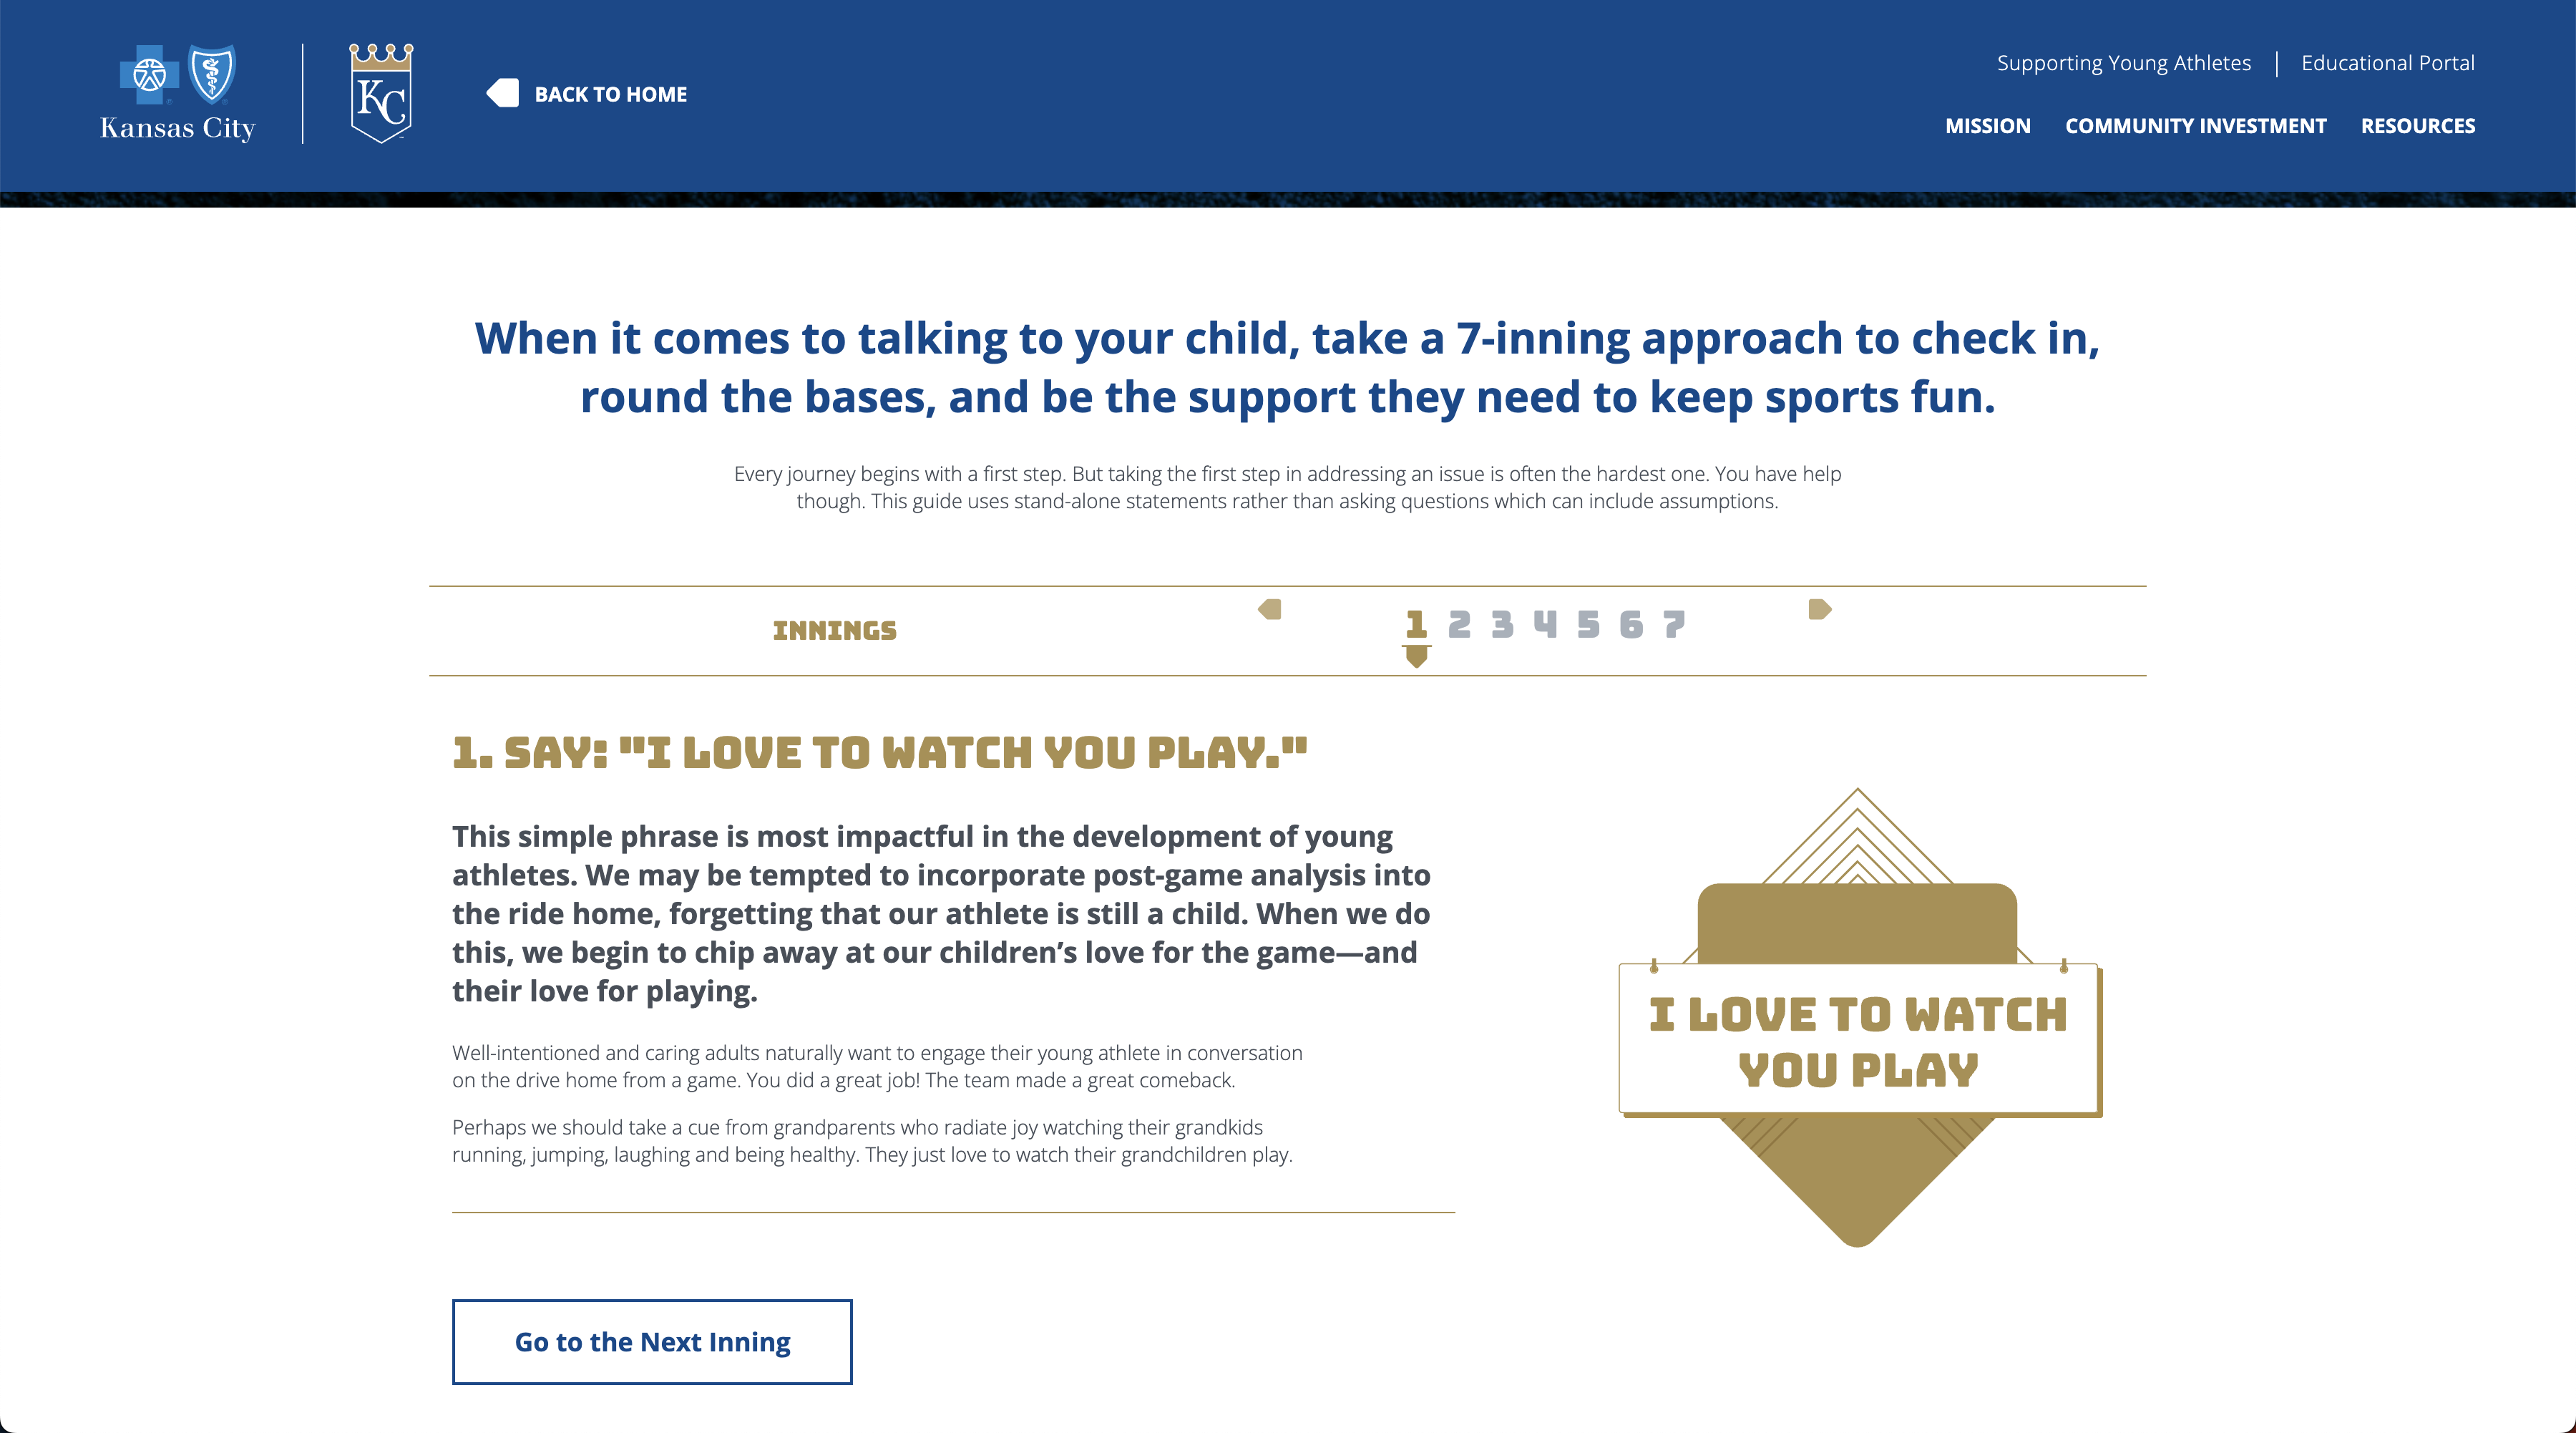 Kansas City
KC
BACK TO HOME
Supporting Young Athletes
Educational Portal
MISSION
COMMUNITY INVESTMENT
RESOURCES
When it comes to talking to your child, take a 7-inning approach to check in,
round the bases, and be the support they need to keep sports fun.
Every journey begins with a first step. But taking the first step in addressing an issue is often the hardest one. You have help
though. This guide uses stand-alone statements rather than asking questions which can include assumptions.
INNINGS
1 2 3 4 5 6 7
1. SAY: "I LOVE TO WATCH YOU PLAY."
This simple phrase is most impactful in the development of young
athletes. We may be tempted to incorporate post-game analysis into
the ride home, forgetting that our athlete is still a child. When we do
this, we begin to chip away at our children’s love for the game—and
their love for playing.
Well-intentioned and caring adults naturally want to engage their young athlete in conversation
on the drive home from a game. You did a great job! The team made a great comeback.
Perhaps we should take a cue from grandparents who radiate joy watching their grandkids
running, jumping, laughing and being healthy. They just love to watch their grandchildren play.
I LOVE TO WATCH
YOU PLAY
Go to the Next Inning